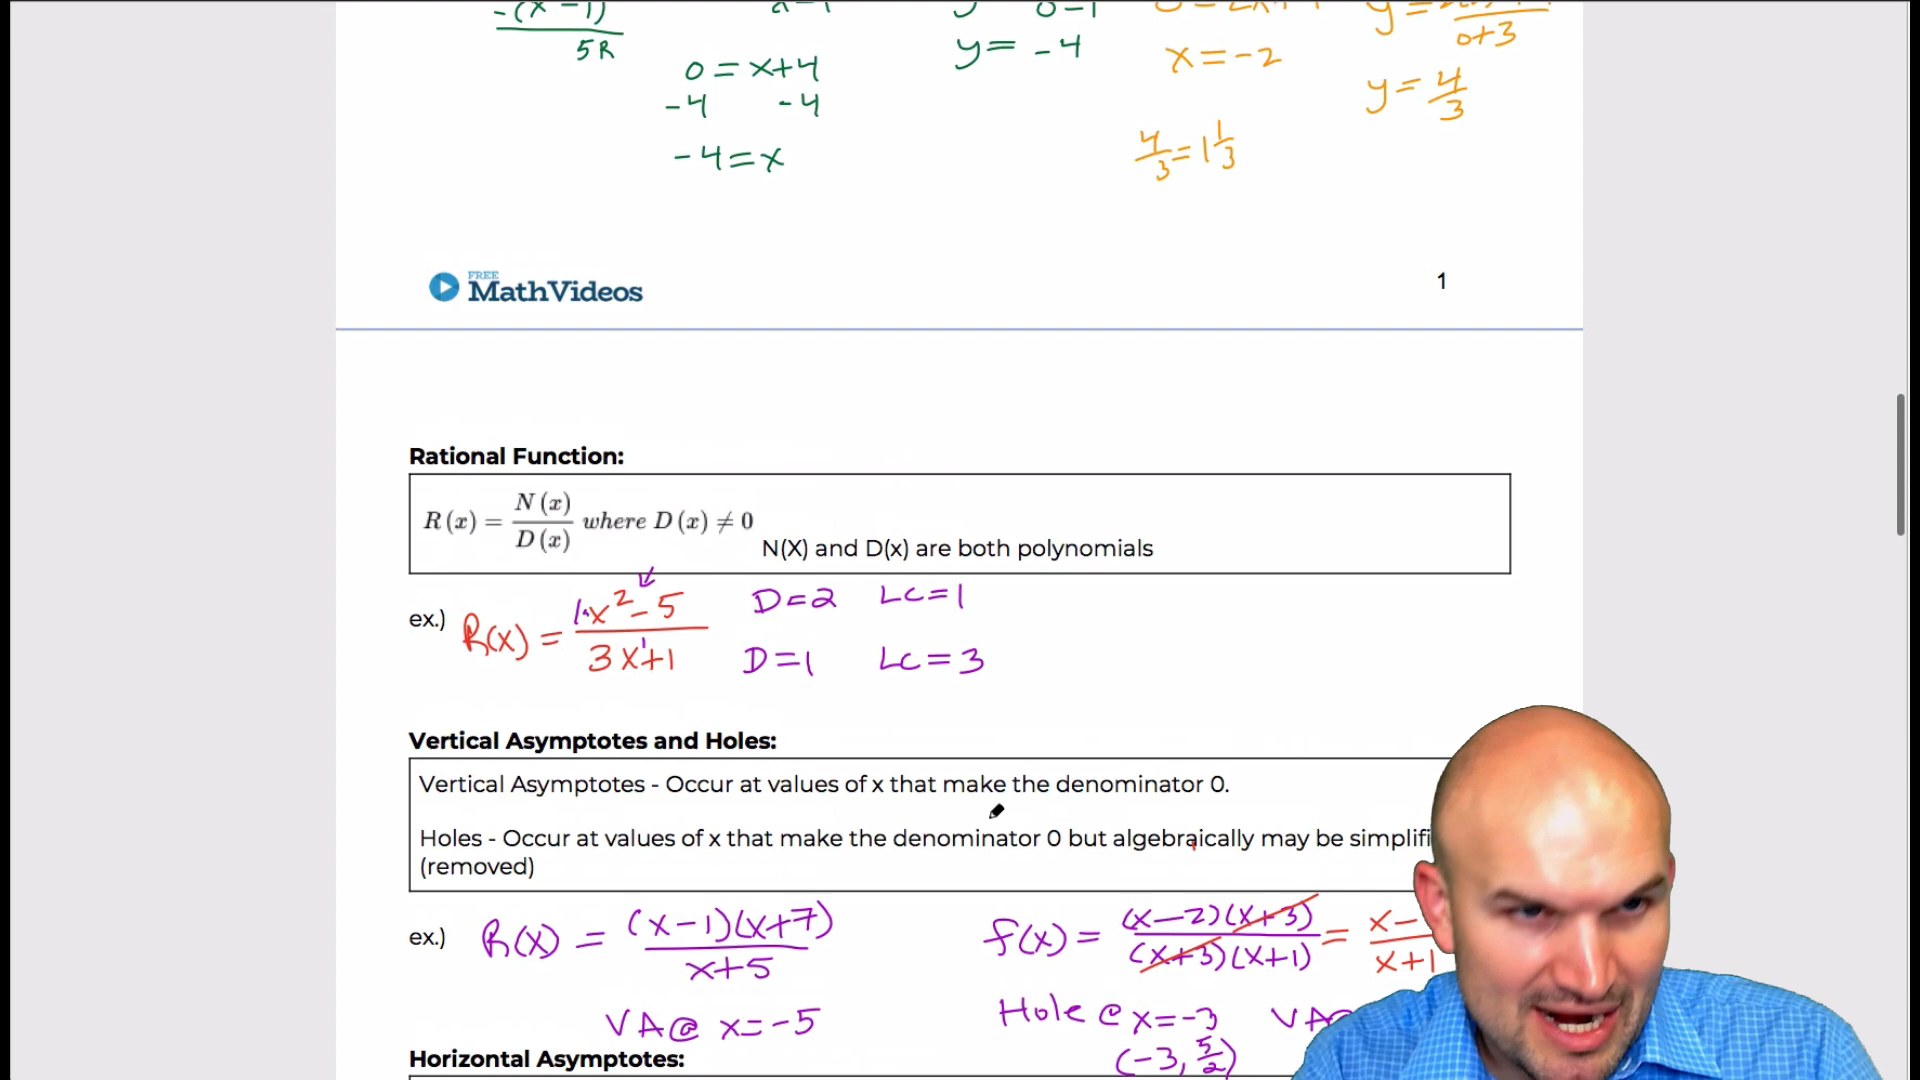 -(x-1)
5R
0 = x+4
-4 -4
-4 = x
y = -4
x = -2
0+3
y = 4/3
4/3 = 1 1/3
FREE
MathVideos
1
Rational Function:
R(x) = N(x)/D(x) where D(x) ≠ 0
N(X) and D(x) are both polynomials
ex.) R(x) = (1x² - 5)/(3x¹+1)
D=2 LC=1
D=1 LC=3
Vertical Asymptotes and Holes:
Vertical Asymptotes - Occur at values of x that make the denominator 0.
Holes - Occur at values of x that make the denominator 0 but algebraically may be simplifi
(removed)
ex.) R(x) = (x-1)(x+7)/(x+5)
VA@ x=-5
f(x) = (x-2)(x+3)/(x+3)(x+1) = x-/x+1
Hole @ x=-3 VA@
(-3, 5/2)
Horizontal Asymptotes: